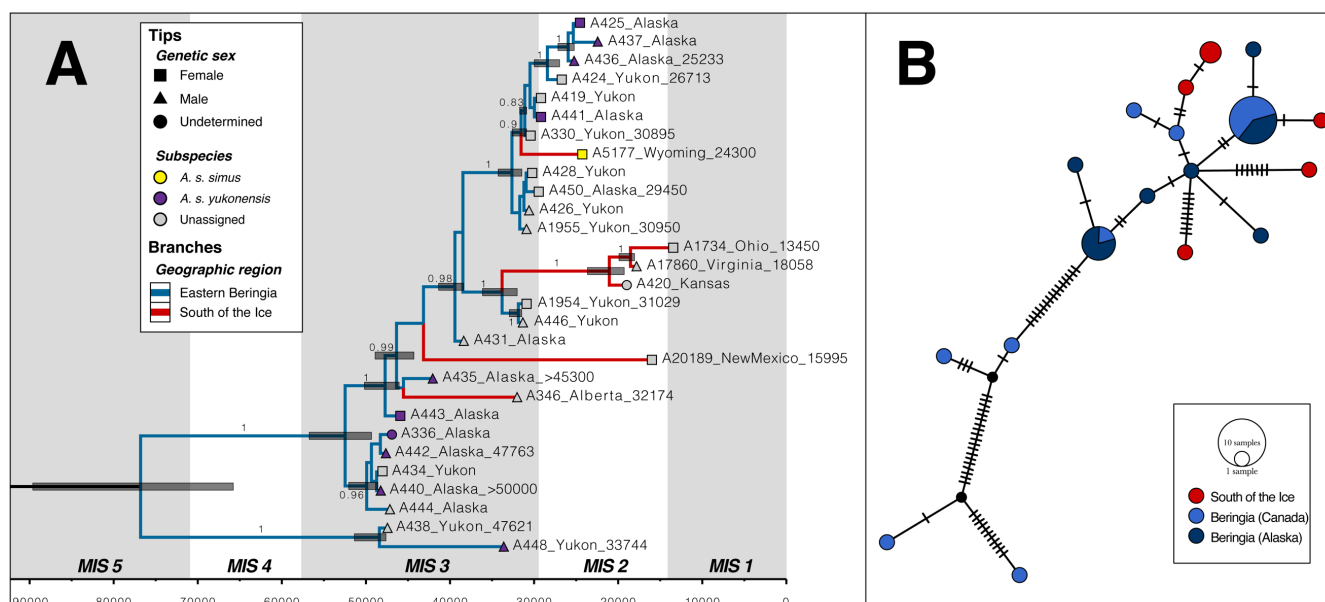 A
Tips
Genetic sex
Female
Male
Undetermined
Subspecies
A. s. simus
A. s. yukonensis
Unassigned
Branches
Geographic region
Eastern Beringia
South of the Ice
A425_Alaska
1
A437_Alaska
A436_Alaska_25233
1
A424_Yukon_26713
A419_Yukon
0.83
A441_Alaska
0.9
A330_Yukon_30895
A5177_Wyoming_24300
1
A428_Yukon
A450_Alaska_29450
A426_Yukon
A1955_Yukon_30950
A1734_Ohio_13450
1
A17860_Virginia_18058
1
A420_Kansas
0.98
1
A1954_Yukon_31029
1
A446_Yukon
A431_Alaska
0.99
A20189_NewMexico_15995
1
A435_Alaska_>45300
A346_Alberta_32174
A443_Alaska
1
A336_Alaska
A442_Alaska_47763
A434_Yukon
0.96
A440_Alaska_>50000
A444_Alaska
1
A438_Yukon_47621
A448_Yukon_33744
MIS 5 MIS 4 MIS 3 MIS 2 MIS 1
90000 80000 70000 60000 50000 40000 30000 20000 10000 0
B
10 samples
1 sample
South of the Ice
Beringia (Canada)
Beringia (Alaska)